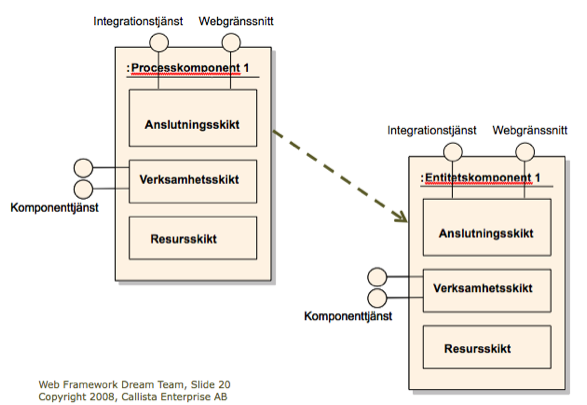 Integrationstjänst Webgränssnitt
:Processkomponent 1
Anslutningsskikt
Verksamhetsskikt
Komponenttjänst
Resursskikt
Integrationstjänst Webgränssnitt
:Entitetskomponent 1
Anslutningsskikt
Verksamhetsskikt
Komponenttjänst
Resursskikt
Web Framework Dream Team, Slide 20
Copyright 2008, Callista Enterprise AB